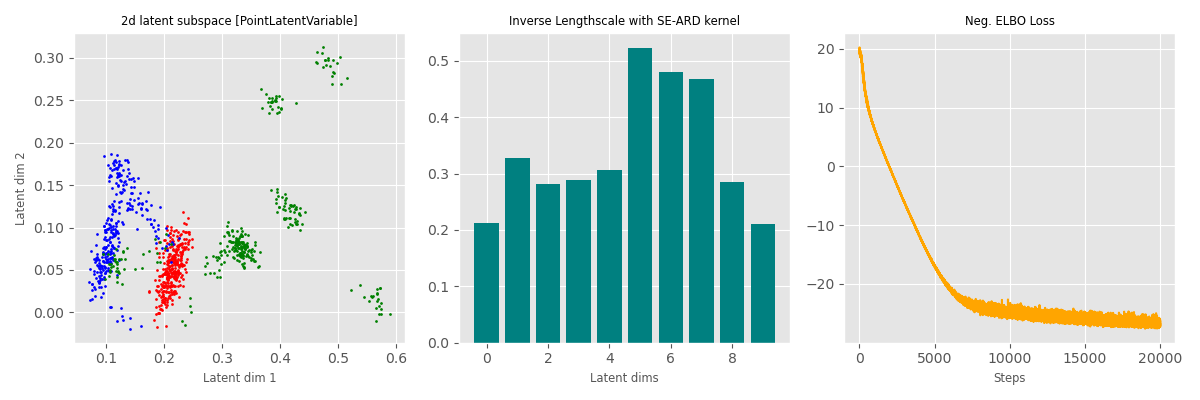 2d latent subspace [PointLatentVariable]
0.30
0.25
0.20
0.15
0.10
0.05
0.00
Latent dim 2
0.1 0.2 0.3 0.4 0.5 0.6
Latent dim 1
Inverse Lengthscale with SE-ARD kernel
0.5
0.4
0.3
0.2
0.1
0.0
0 2 4 6 8
Latent dims
Neg. ELBO Loss
20
10
0
−10
−20
0 5000 10000 15000 20000
Steps